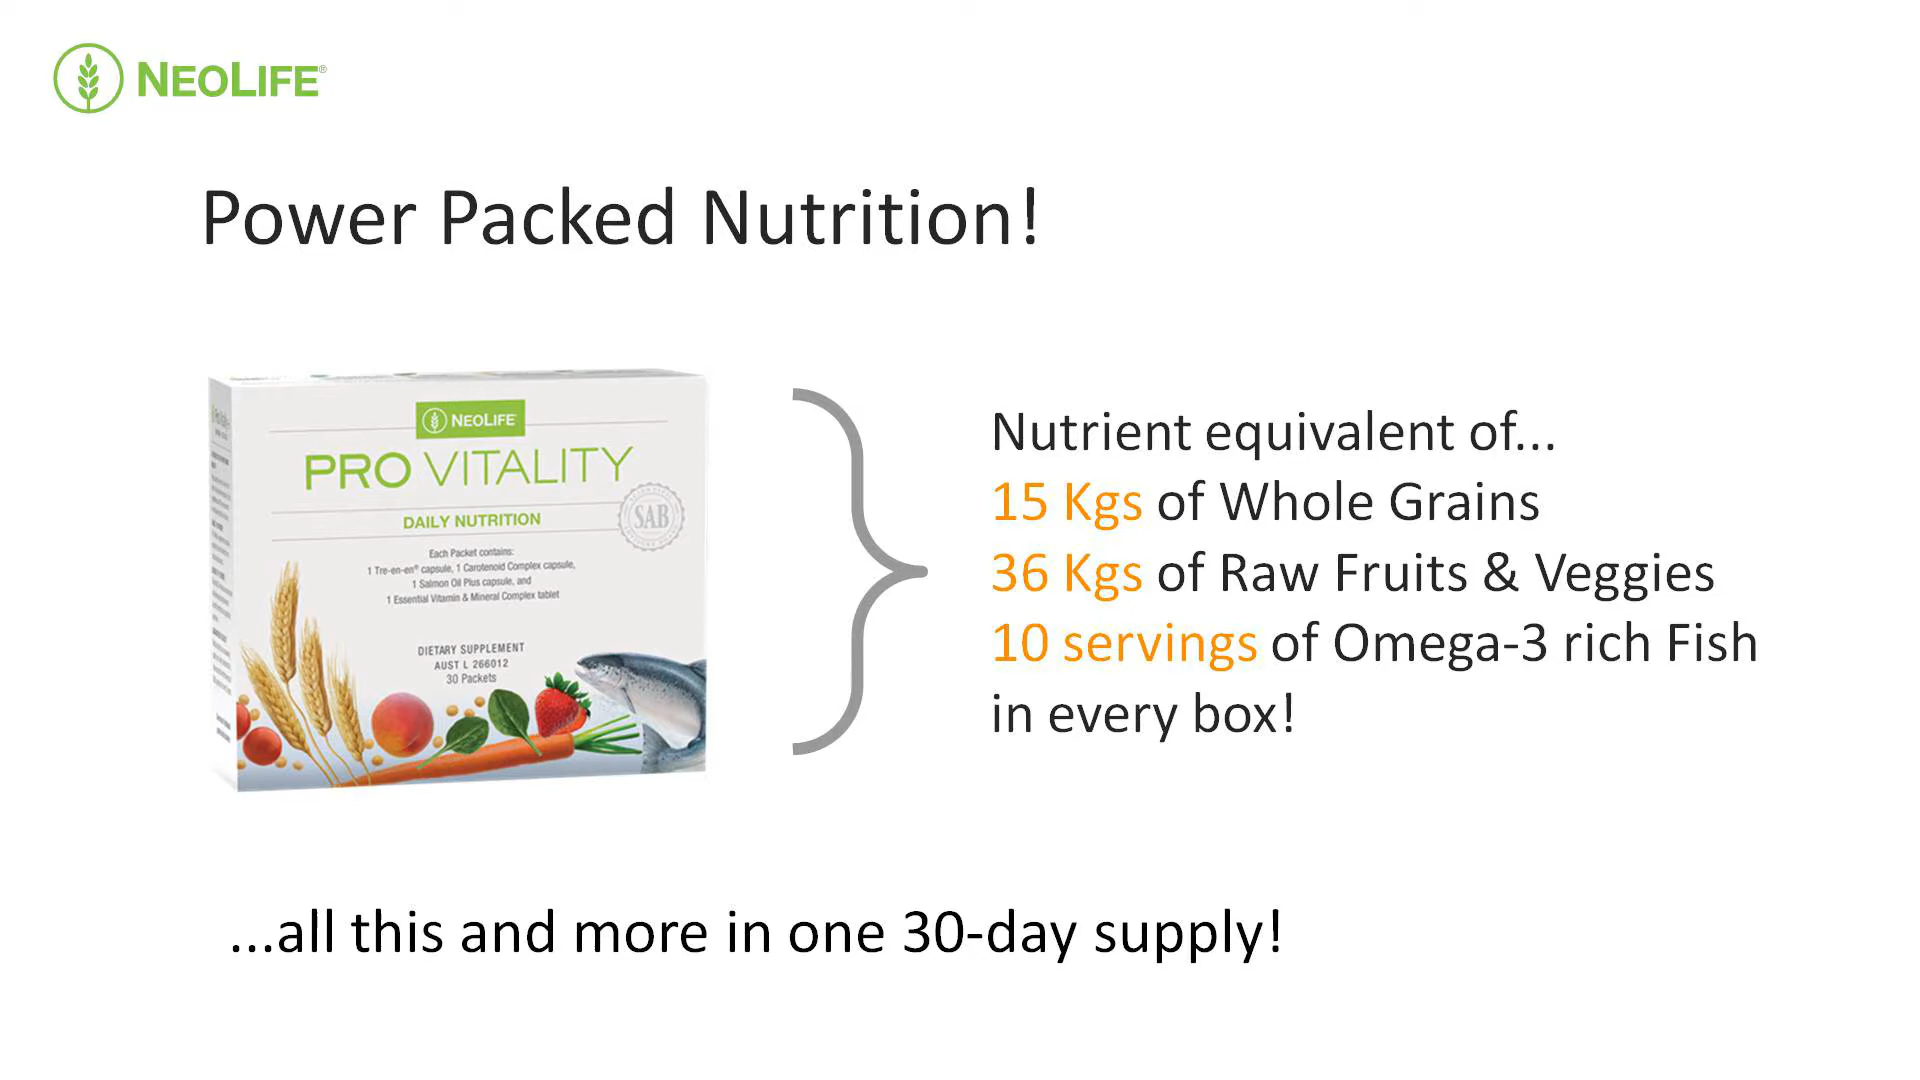 NEOLIFE®
Power Packed Nutrition!
NEOLIFE
PRO VITALITY
DAILY NUTRITION
SAB
Each Packet contains:
1 Tre-en-en® capsule, 1 Carotenoid Complex capsule,
1 Salmon Oil Plus capsule, and
1 Essential Vitamin & Mineral Complex tablet
DIETARY SUPPLEMENT
AUST L 266012
30 Packets
Nutrient equivalent of...
15 Kgs of Whole Grains
36 Kgs of Raw Fruits & Veggies
10 servings of Omega-3 rich Fish
in every box!
...all this and more in one 30-day supply!